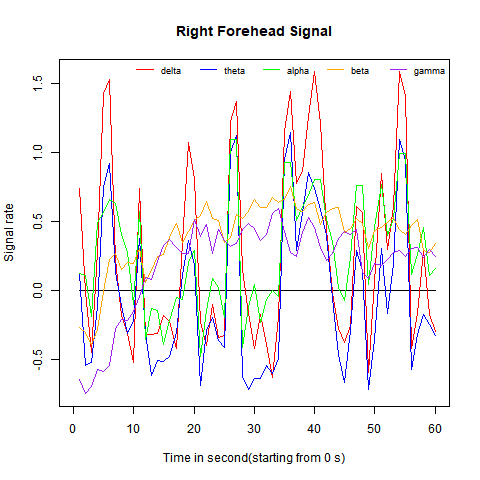 Right Forehead Signal
delta theta alpha beta gamma
Signal rate
1.5
1.0
0.5
0.0
-0.5
0 10 20 30 40 50 60
Time in second(starting from 0 s)